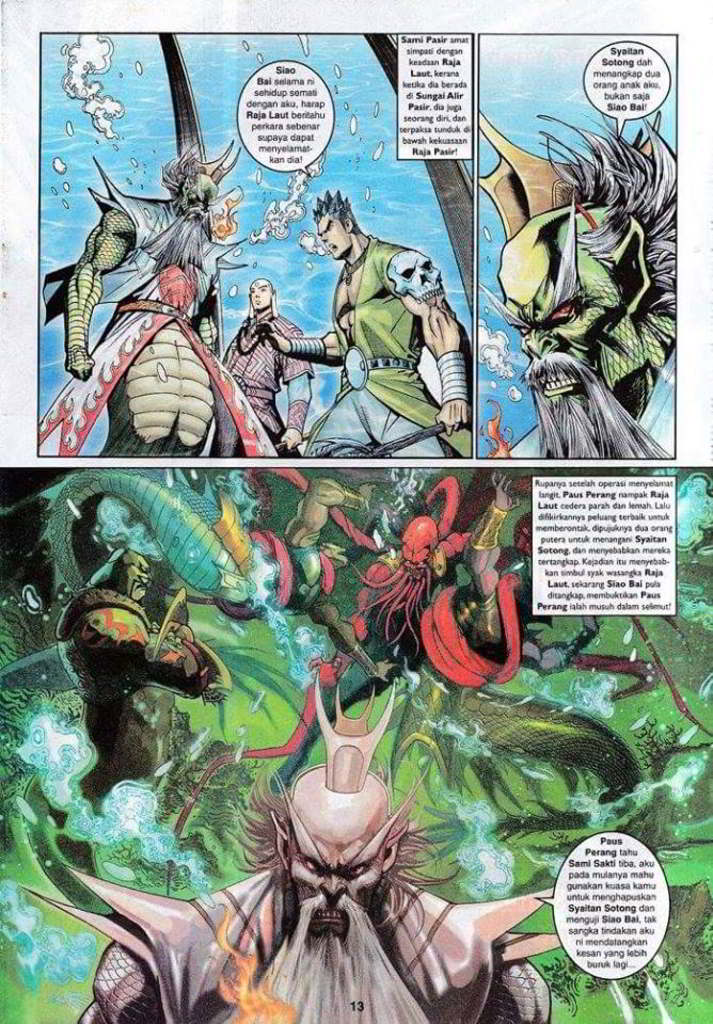 Siao
Bai selama ni
sehidup semati
dengan aku, harap
Raja Laut beritahu
perkara sebenar
supaya dapat
menyelamat-
kan dia!
Sami Pasir amat
simpati dengan
keadaan Raja
Laut, kerana
ketika dia berada
di Sungai Alir
Pasir, dia juga
seorang diri, dan
terpaksa tunduk di
bawah kekuasaan
Raja Pasir!
Syaitan
Sotong dah
menangkap dua
orang anak aku,
bukan saja
Siao Bai!
Rupanya setelah operasi menyelamat
langit, Paus Perang nampak Raja
Laut cedera parah dan lemah. Lalu
difikirkannya peluang terbaik untuk
memberontak, dipujuknya dua orang
putera untuk menangani Syaitan
Sotong, dan menyebabkan mereka
tertangkap. Kejadian itu menyebab-
kan timbul syak wasangka Raja
Laut, sekarang Siao Bai pula
ditangkap, membuktikan Paus
Perang ialah musuh dalam selimut!
Paus
Perang tahu
Sami Sakti tiba, aku
pada mulanya mahu
gunakan kuasa kamu
untuk menghapuskan
Syaitan Sotong dan
menguji Siao Bai, tak
sangka tindakan aku
ni mendatangkan
kesan yang lebih
buruk lagi...
13